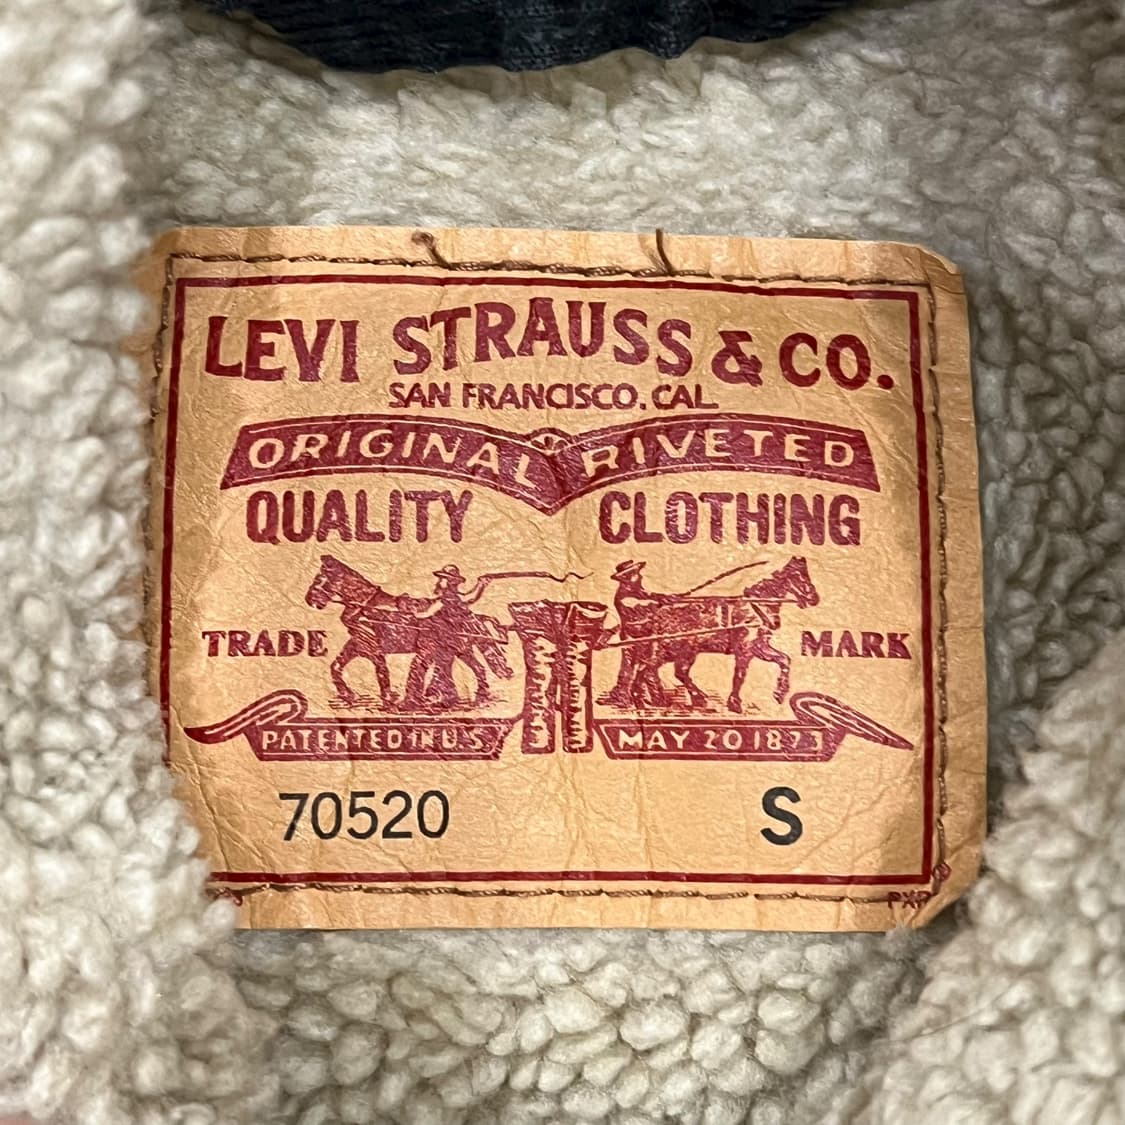 LEVI STRAUSS & CO.
SAN FRANCISCO, CAL.
ORIGINAL RIVETED
QUALITY CLOTHING
TRADE MARK
PATENTED IN U.S. MAY 20 1873
70520 S